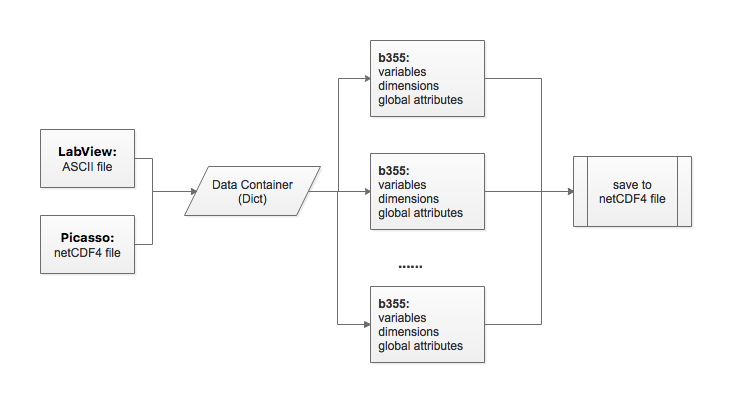 LabView:
ASCII file
Picasso:
netCDF4 file
Data Container
(Dict)
b355:
variables
dimensions
global attributes
b355:
variables
dimensions
global attributes
......
b355:
variables
dimensions
global attributes
save to
netCDF4 file